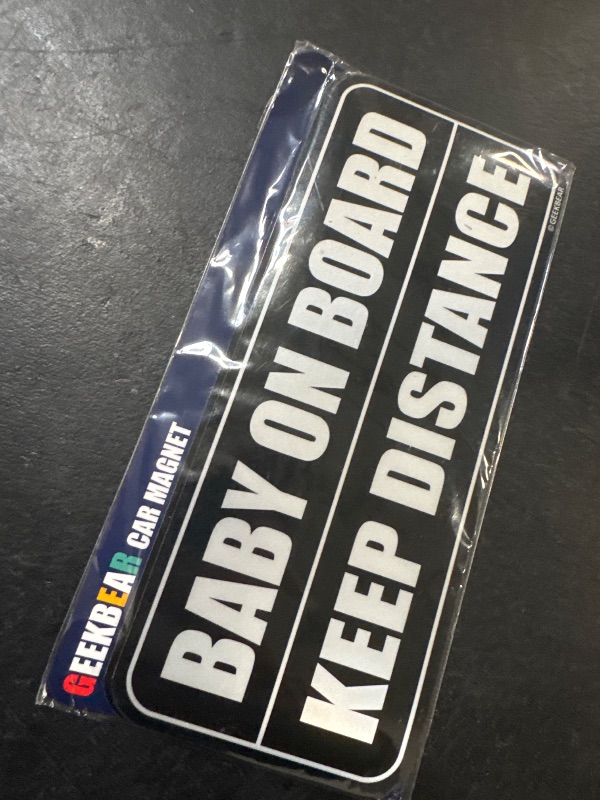 GEEKBEAR CAR MAGNET
BABY ON BOARD
KEEP DISTANCE
© GEEKBEAR